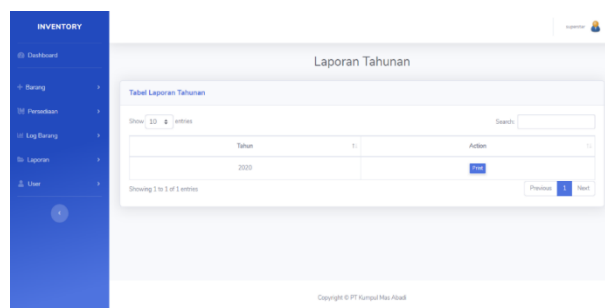 INVENTORY
supervisor
Dashboard
Laporan Tahunan
Barang
Tabel Laporan Tahunan
Persediaan
Show 10 entries
Search:
Log Barang
Tahun
Action
Laporan
2020
Print
User
Showing 1 to 1 of 1 entries
Previous 1 Next
Copyright © PT Kumpul Mas Abadi